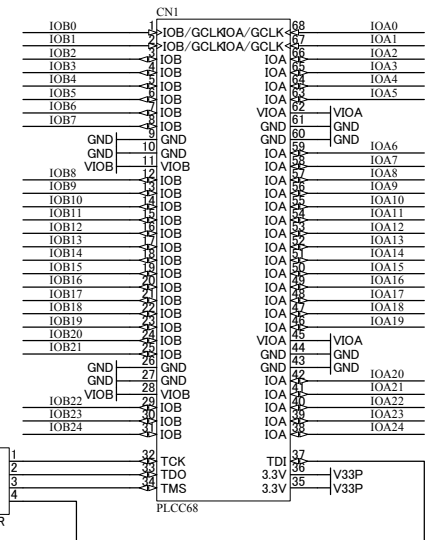 CN1
IOB0 1 IOB/GCLK IOA/GCLK 68 IOA0
IOB1 2 IOB/GCLK IOA/GCLK 67 IOA1
IOB2 3 IOB IOA 66 IOA2
IOB3 4 IOB IOA 65 IOA3
IOB4 5 IOB IOA 64 IOA4
IOB5 6 IOB IOA 63 IOA5
IOB6 7 IOB VIOA 62 VIOA
IOB7 8 IOB GND 61 GND
GND 9 GND GND 60 GND
GND 10 GND IOA 59 IOA6
VIOB 11 VIOB IOA 58 IOA7
IOB8 12 IOB IOA 57 IOA8
IOB9 13 IOB IOA 56 IOA9
IOB10 14 IOB IOA 55 IOA10
IOB11 15 IOB IOA 54 IOA11
IOB12 16 IOB IOA 53 IOA12
IOB13 17 IOB IOA 52 IOA13
IOB14 18 IOB IOA 51 IOA14
IOB15 19 IOB IOA 50 IOA15
IOB16 20 IOB IOA 49 IOA16
IOB17 21 IOB IOA 48 IOA17
IOB18 22 IOB IOA 47 IOA18
IOB19 23 IOB IOA 46 IOA19
IOB20 24 IOB VIOA 45 VIOA
IOB21 25 IOB GND 44 GND
GND 26 GND GND 43 GND
GND 27 GND IOA 42 IOA20
VIOB 28 VIOB IOA 41 IOA21
IOB22 29 IOB IOA 40 IOA22
IOB23 30 IOB IOA 39 IOA23
IOB24 31 IOB IOA 38 IOA24
1 32 TCK TDI 37
2 33 TDO 3.3V 36 V33P
3 34 TMS 3.3V 35 V33P
4
PLCC68
R